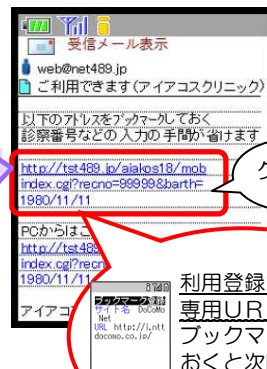 受信メール表示
web@net489.jp
ご利用できます(アイアコスクリニック)
以下のアドレスをブックマークしておく
診察番号などの入力の手間が省けます
http://tst489.jp/aiakos18/mob
index.cgi?recno=99999&barth=
1980/11/11
PCからはこ
http://tst48
index.cgi?recn
1980/11/11
アイアコ
ブックマーク登録
サイト名 DoCoMo
Net
URL http://i.ntt
docomo.co.jp/
利用登録
専用UR
ブックマ
おくと次